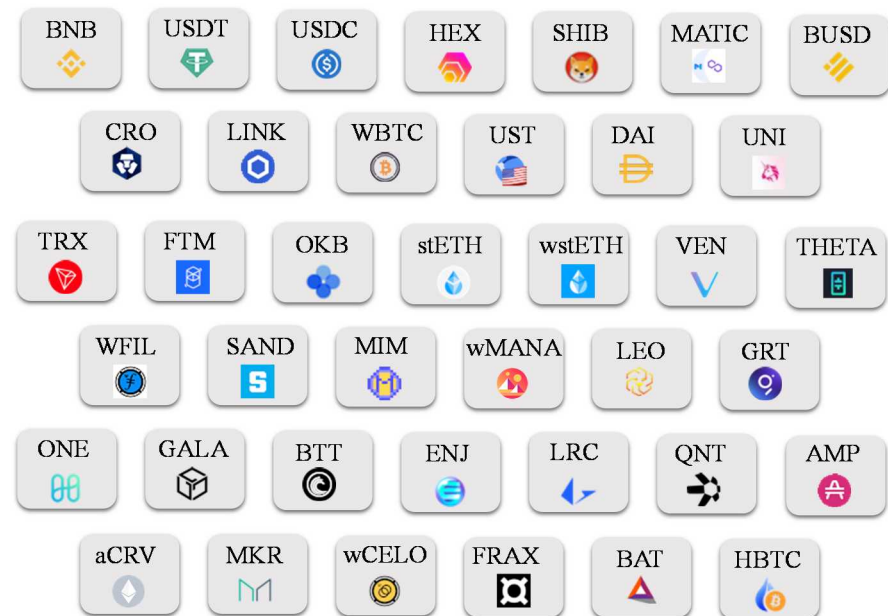 BNB USDT USDC HEX SHIB MATIC BUSD
CRO LINK WBTC UST DAI UNI
TRX FTM OKB stETH wstETH VEN THETA
WFIL SAND MIM wMANA LEO GRT
ONE GALA BTT ENJ LRC QNT AMP
aCRV MKR wCELO FRAX BAT HBTC